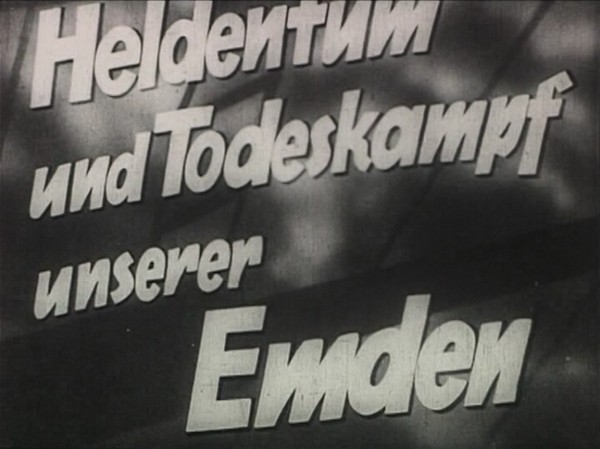 Heldentum
und Todeskampf
unserer
Emden